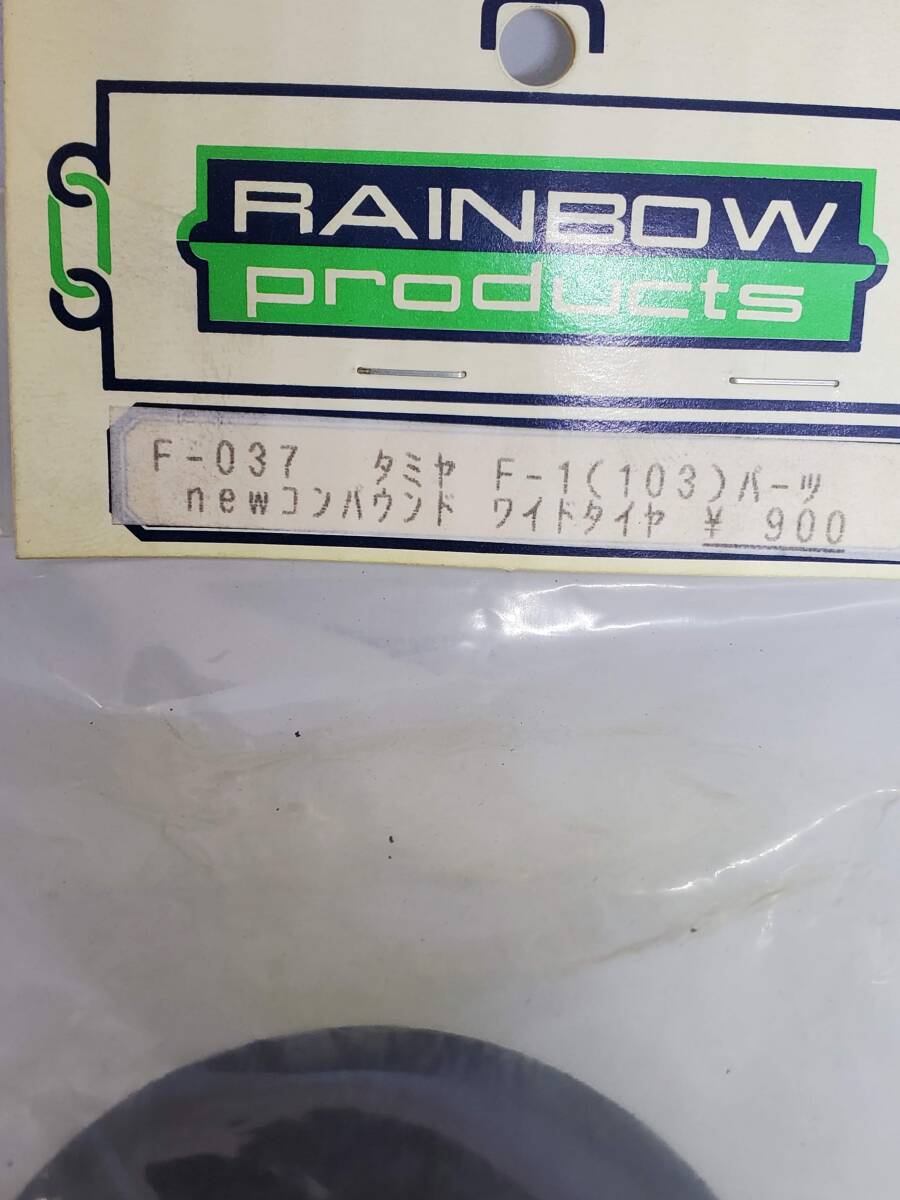 RAINBOW
products
F-037 タミヤ F-1(103)パーツ
newコンパウンド ワイドタイヤ ¥ 900